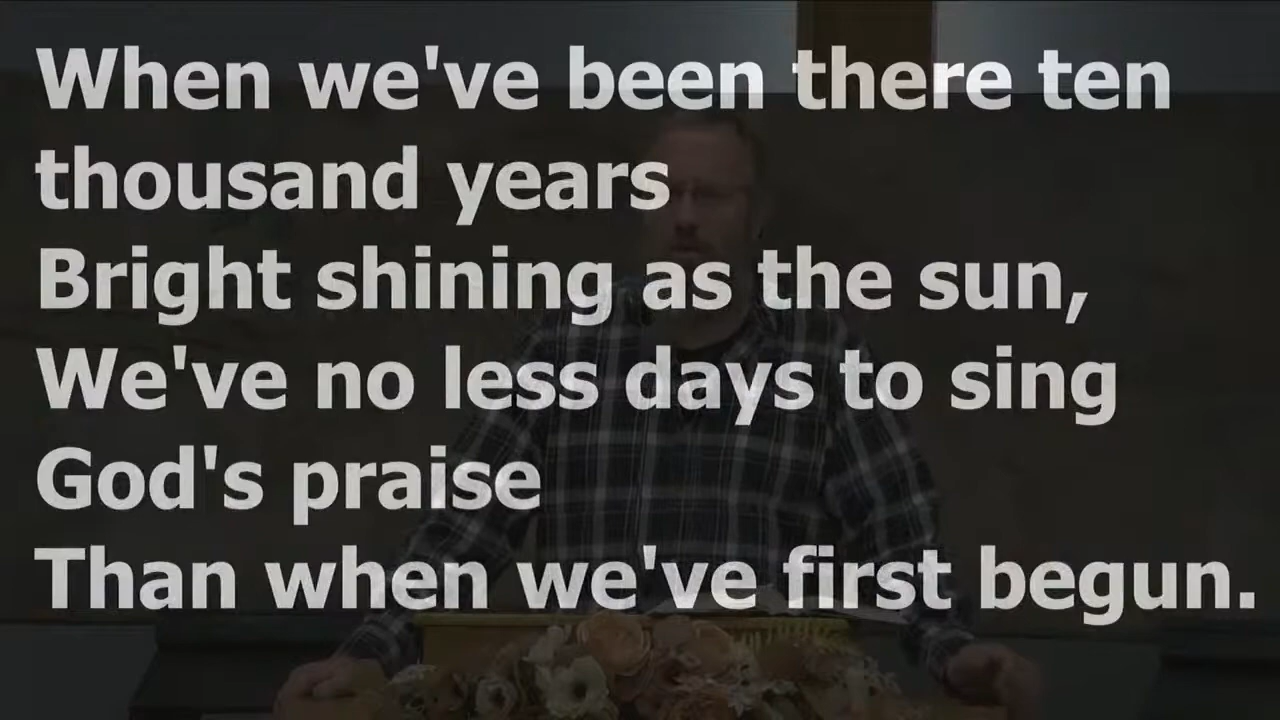 When we've been there ten
thousand years
Bright shining as the sun,
We've no less days to sing
God's praise
Than when we've first begun.